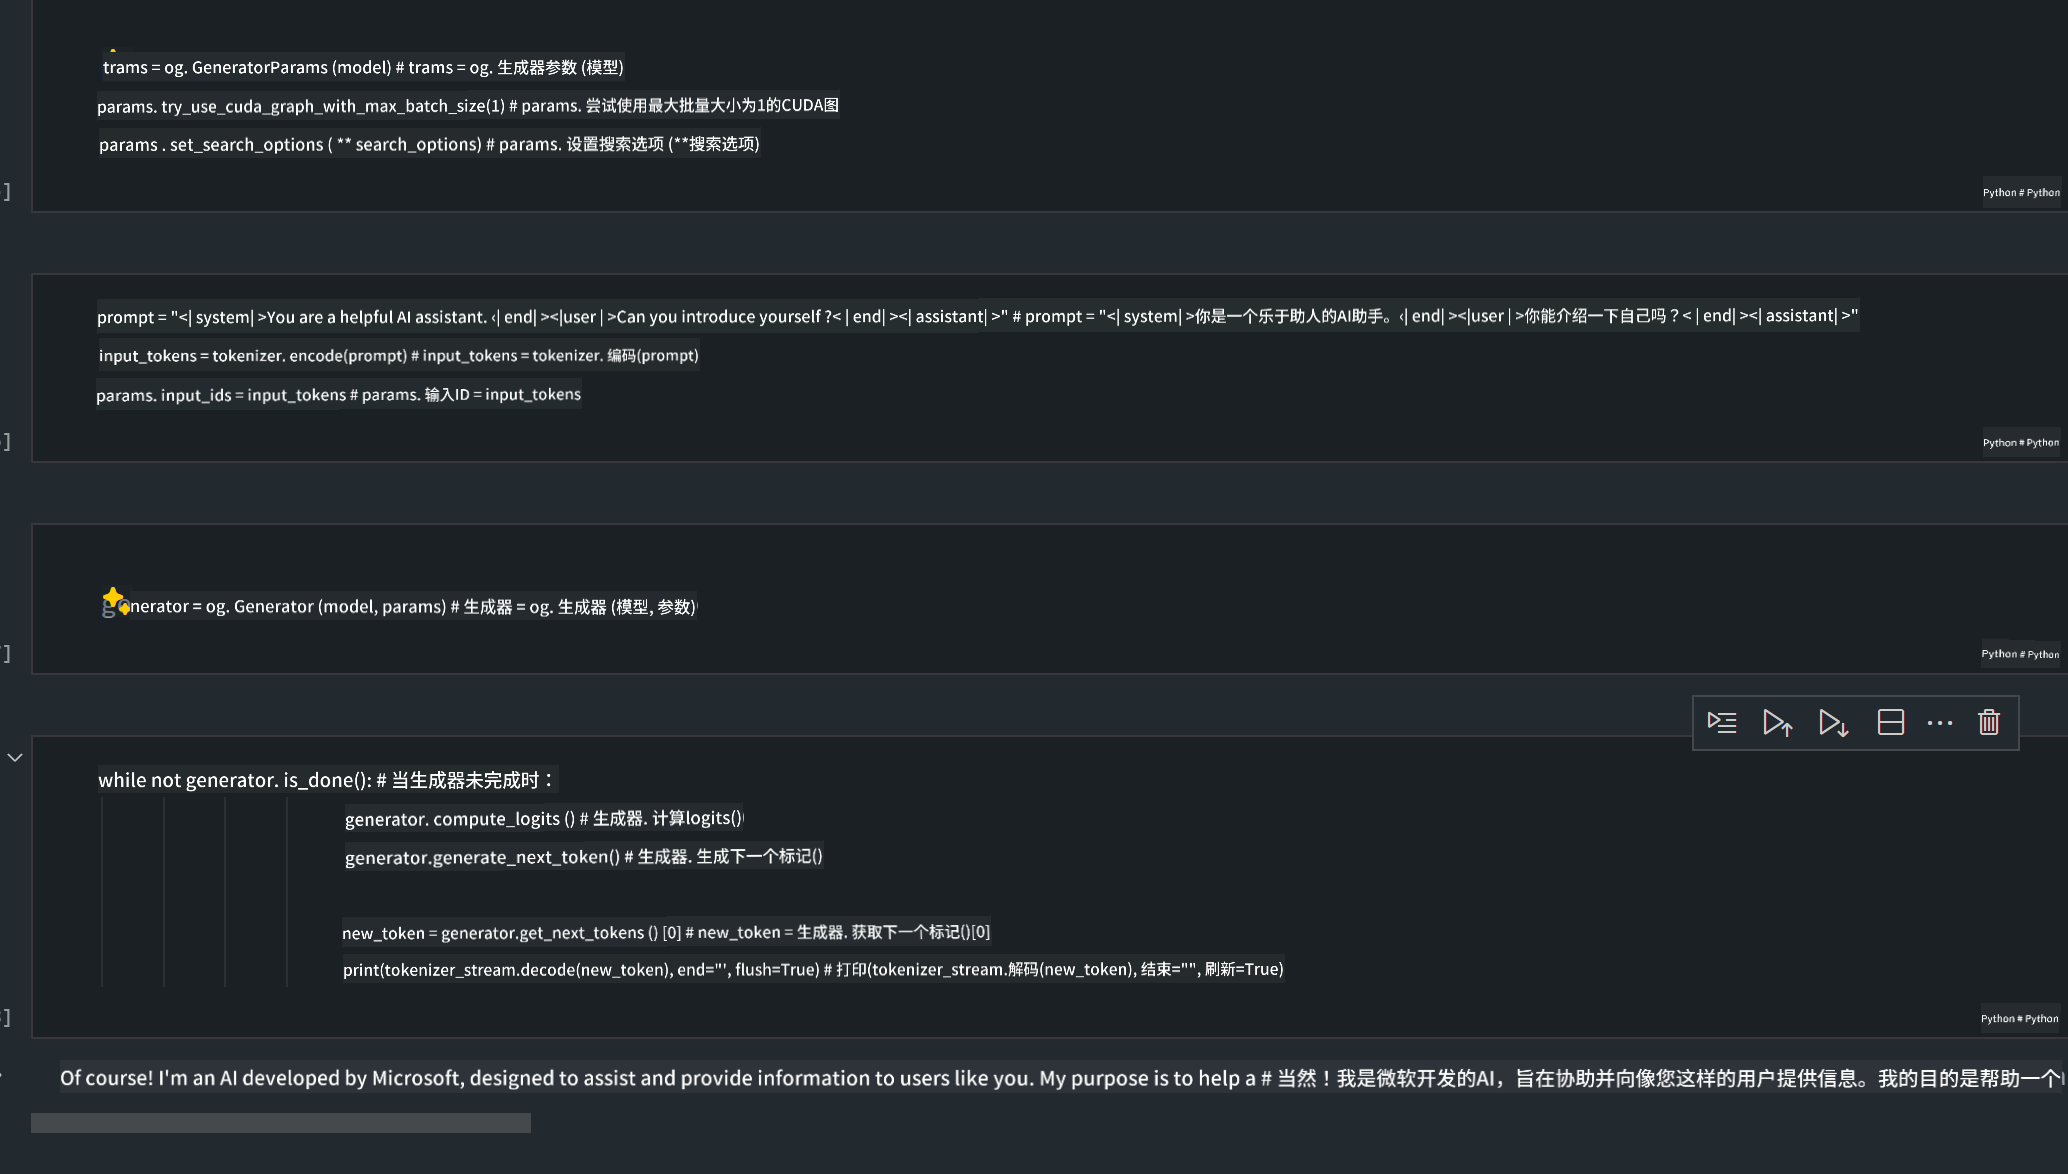 trams = og. GeneratorParams (model) # trams = og. 生成器参数 (模型)
params. try_use_cuda_graph_with_max_batch_size(1) # params. 尝试使用最大批量大小为1的CUDA图
params . set_search_options ( ** search_options) # params. 设置搜索选项 (**搜索选项)
]
Python # Python
prompt = "<| system| >You are a helpful AI assistant. ‹| end| ><|user | >Can you introduce yourself ?< | end| ><| assistant| >" # prompt = "<| system| >你是一个乐于助人的AI助手。‹| end| ><|user | >你能介绍一下自己吗？< | end| ><| assistant| >"
input_tokens = tokenizer. encode(prompt) # input_tokens = tokenizer. 编码(prompt)
params. input_ids = input_tokens # params. 输入ID = input_tokens
]
Python # Python
nerator = og. Generator (model, params) # 生成器 = og. 生成器 (模型, 参数)
]
Python # Python
while not generator. is_done(): # 当生成器未完成时：
generator. compute_logits () # 生成器. 计算logits()
generator.generate_next_token() # 生成器. 生成下一个标记()
new_token = generator.get_next_tokens () [0] # new_token = 生成器. 获取下一个标记()[0]
print(tokenizer_stream.decode(new_token), end="', flush=True) # 打印(tokenizer_stream.解码(new_token), 结束="", 刷新=True)
]
Python # Python
Of course! I'm an AI developed by Microsoft, designed to assist and provide information to users like you. My purpose is to help a # 当然！我是微软开发的AI，旨在协助并向像您这样的用户提供信息。我的目的是帮助一个